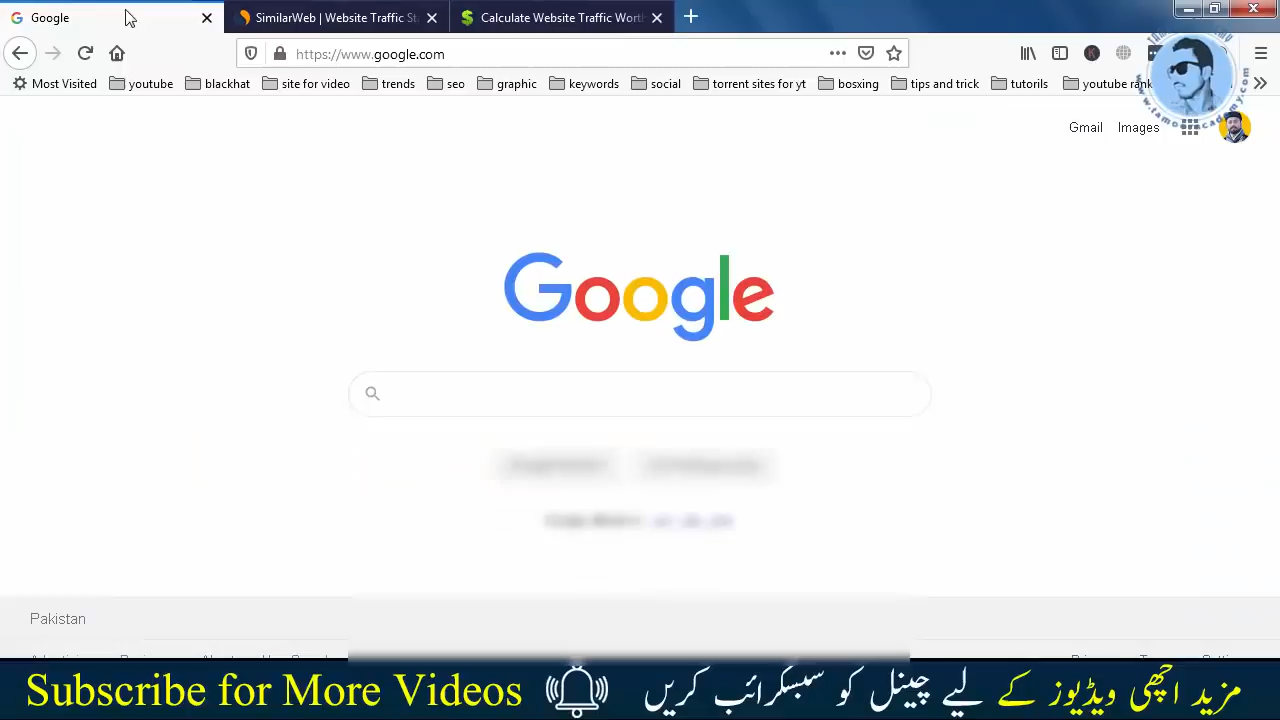 Google
SimilarWeb | Website Traffic St
Calculate Website Traffic Wort
https://www.google.com
Most Visited
youtube
blackhat
site for video
trends
seo
graphic
keywords
social
torrent sites for yt
bosxing
tips and trick
tutorils
youtube rank
Gmail
Images
Google
Pakistan
Subscribe for More Videos
مزید اچھی ویڈیوز کے لیے چینل کو سبسکرائب کریں